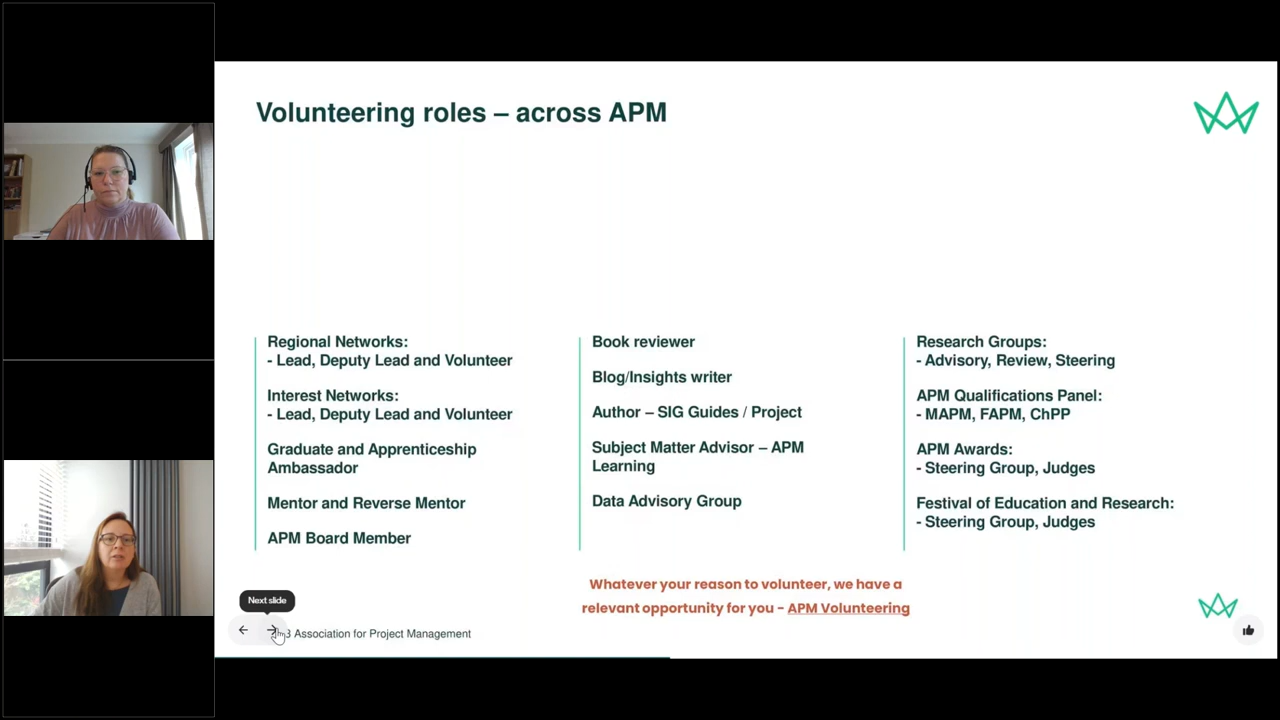 Volunteering roles – across APM
Regional Networks:
- Lead, Deputy Lead and Volunteer
Interest Networks:
- Lead, Deputy Lead and Volunteer
Graduate and Apprenticeship
Ambassador
Mentor and Reverse Mentor
APM Board Member
Book reviewer
Blog/Insights writer
Author – SIG Guides / Project
Subject Matter Advisor – APM
Learning
Data Advisory Group
Research Groups:
- Advisory, Review, Steering
APM Qualifications Panel:
- MAPM, FAPM, ChPP
APM Awards:
- Steering Group, Judges
Festival of Education and Research:
- Steering Group, Judges
Whatever your reason to volunteer, we have a
relevant opportunity for you - APM Volunteering
Next slide
Association for Project Management